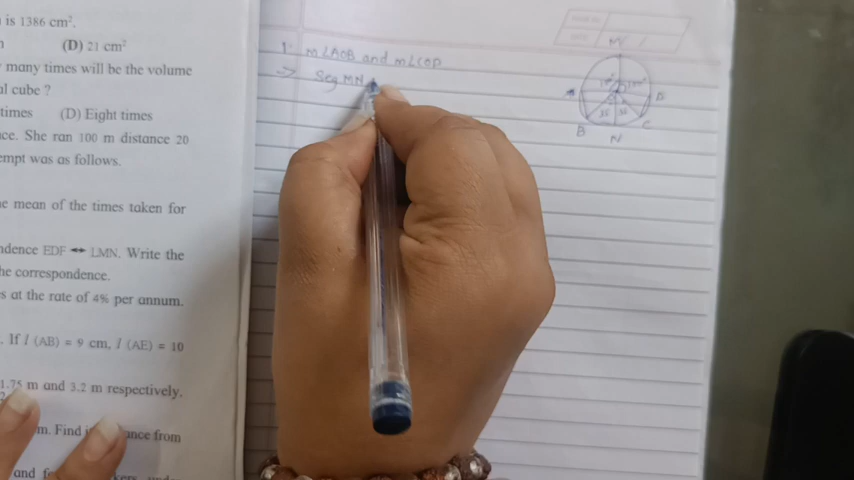 is 1386 cm².
(D) 21 cm²
many times will be the volume
al cube ?
times (D) Eight times
ce. She ran 100 m distance 20
empt was as follows.
e mean of the times taken for
ndence EDF ↔ LMN. Write the
he correspondence.
s at the rate of 4% per annum.
. If l (AB) = 9 cm, l (AE) = 10
1.75 m and 3.2 m respectively.
m. Find ance from
and
1. m∠AOB and m∠COD
→ Seg MN
M
B
C
N